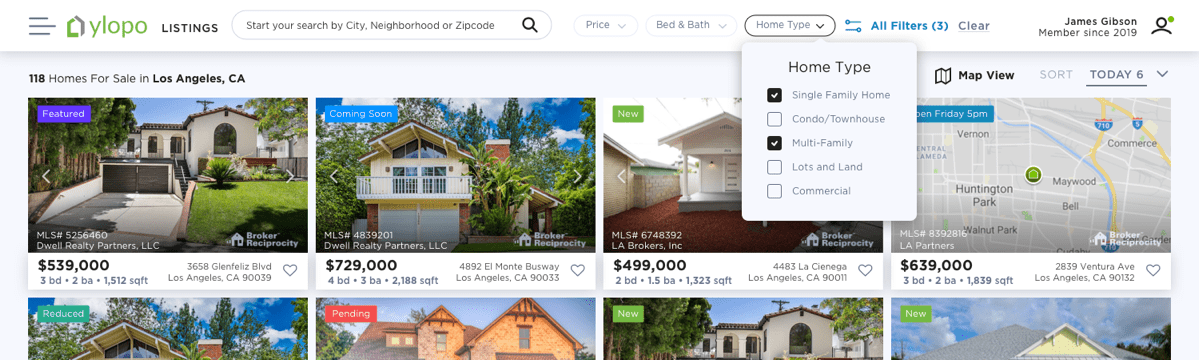 ylopo
LISTINGS
Start your search by City, Neighborhood or Zipcode
Price
Bed & Bath
Home Type
All Filters (3)
Clear
James Gibson
Member since 2019
118 Homes For Sale in Los Angeles, CA
Home Type
Single Family Home
Condo/Townhouse
Multi-Family
Lots and Land
Commercial
Map View
SORT
TODAY 6
Featured
MLS# 5256460
Dwell Realty Partners, LLC
Broker
Reciprocity
$539,000
3 bd • 2 ba • 1,512 sqft
3658 Glenfeliz Blvd
Los Angeles, CA 90039
Coming Soon
MLS# 4839201
Dwell Realty Partners, LLC
Broker
Reciprocity
$729,000
4 bd • 3 ba • 2,188 sqft
4892 El Monte Busway
Los Angeles, CA 90033
New
MLS# 6748392
LA Brokers, Inc
Broker
Reciprocity
$499,000
2 bd • 1.5 ba • 1,323 sqft
4483 La Cienega
Los Angeles, CA 90011
pen Friday 5pm
Vernon
710
5
Commerce
CENTRAL
ALAMEDA
Huntington
Park
Maywood
Bell
Walnut Park
710
Cudahy
MLS# 8392816
LA Partners
Broker
Reciprocity
$639,000
3 bd • 2 ba • 1,839 sqft
2839 Ventura Ave
Los Angeles, CA 90132
Reduced
Pending
New
New